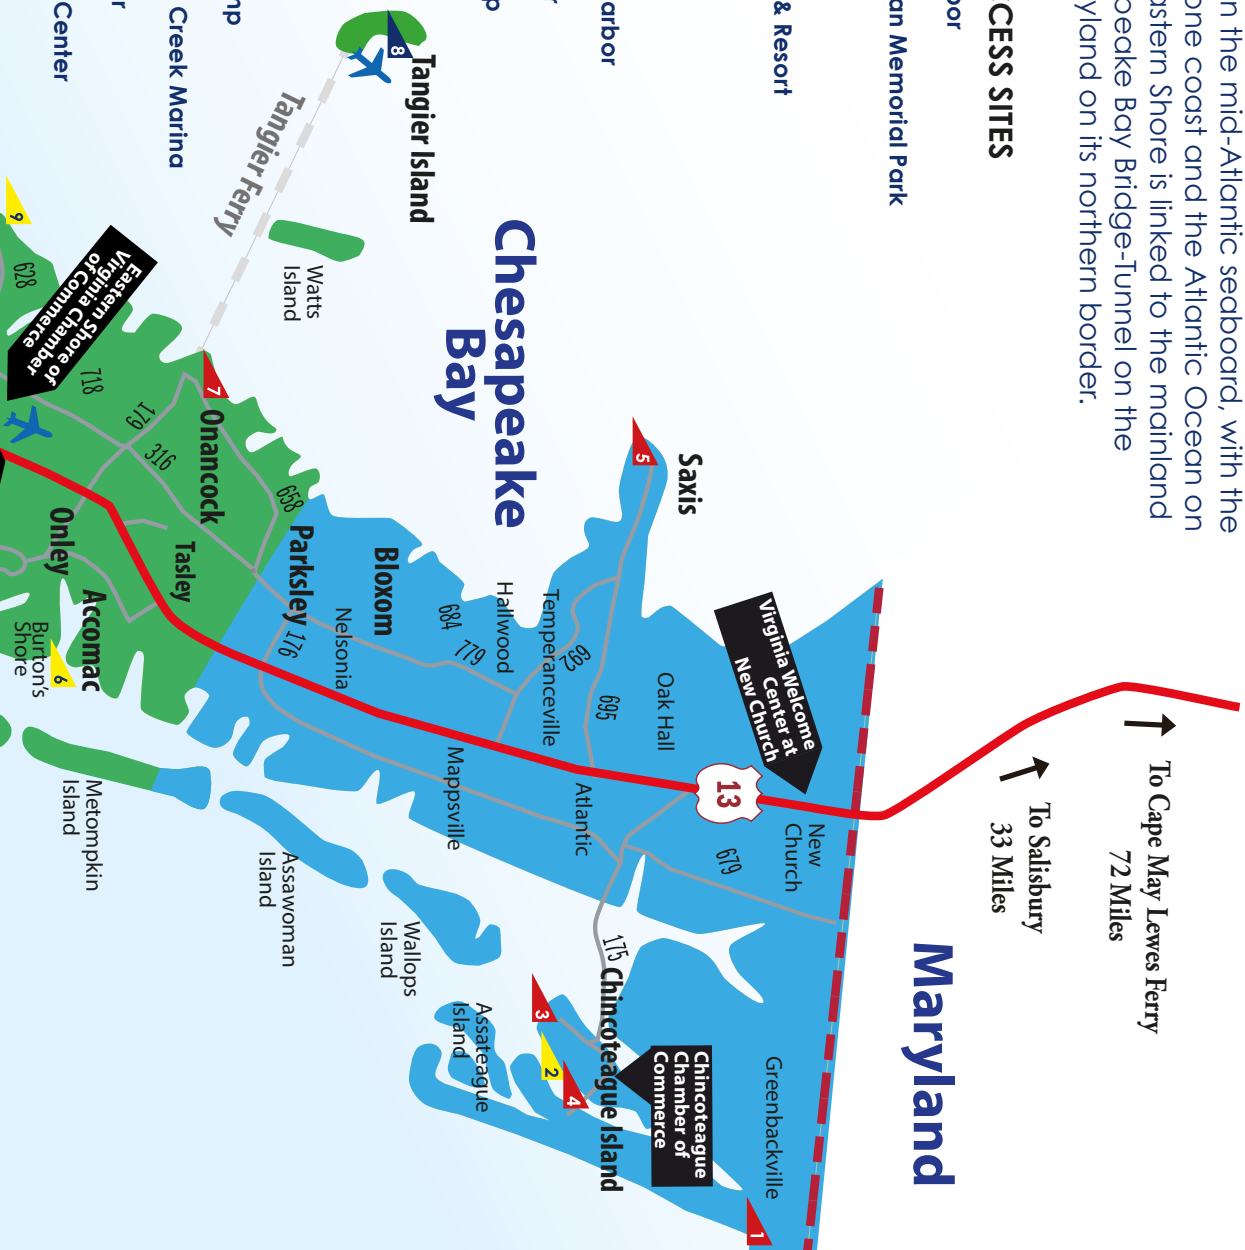 n the mid-Atlantic seaboard, with the
one coast and the Atlantic Ocean on
astern Shore is linked to the mainland
peake Bay Bridge-Tunnel on the
yland on its northern border.
CESS SITES
oor
an Memorial Park
& Resort
arbor
p
mp
Creek Marina
r
Center
To Cape May Lewes Ferry
72 Miles
To Salisbury
33 Miles
Maryland
Virginia Welcome
Center at
New Church
New
Church
13
679
Greenbackville
1
Chincoteague
Chamber of
Commerce
Chincoteague Island
175
4
2
3
Assateague
Island
Wallops
Island
Assawoman
Island
Metompkin
Island
Oak Hall
695
Atlantic
Saxis
5
Temperanceville
769
Hallwood
779
684
Mappsville
Bloxom
Nelsonia
Parksley
176
658
Chesapeake
Bay
Tangier Island
8
Tangier Ferry
Watts
Island
7
Onancock
316
179
718
Tasley
Accomac
Onley
Burton's
Shore
6
Eastern Shore of
Virginia Chamber
of Commerce
628
9